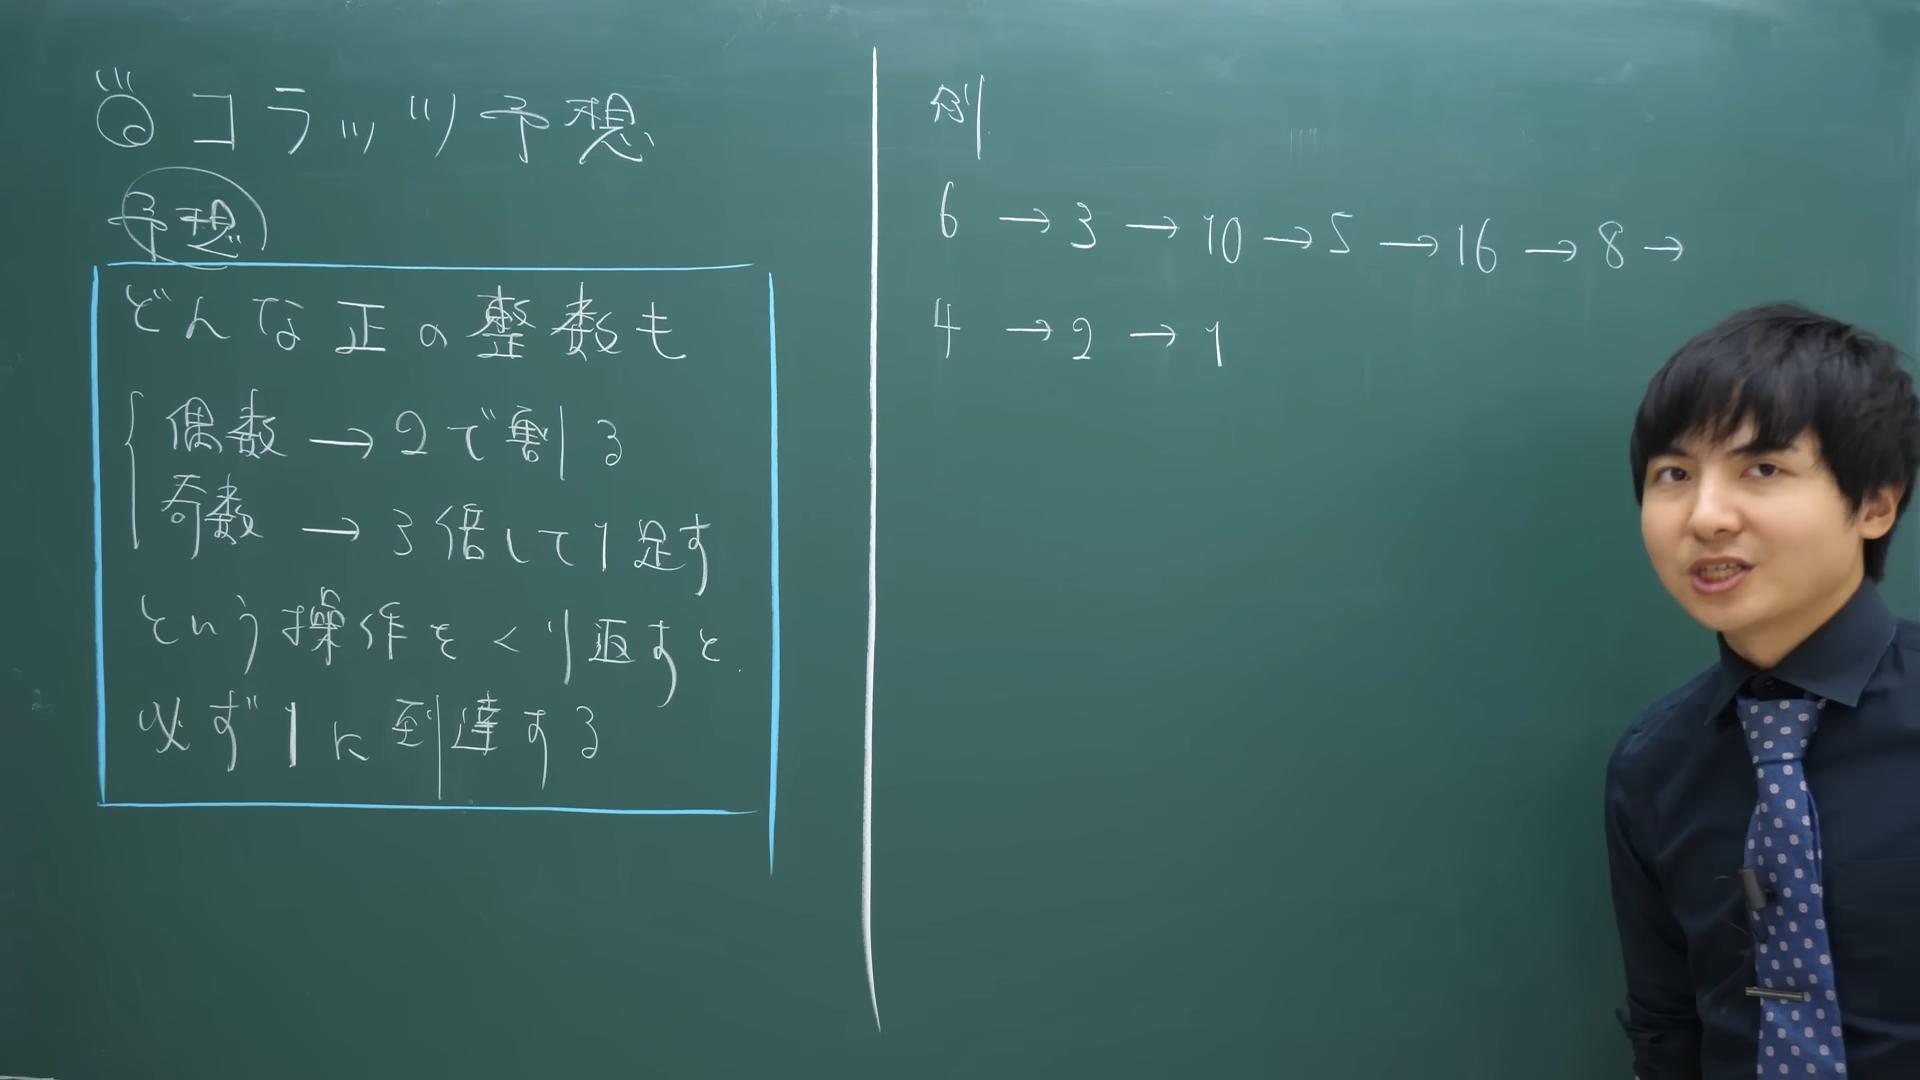 コラッツ予想
予想
どんな正の整数も
偶数→2で割る
奇数→3倍して1足す
という操作をくり返すと
必ず1に到達する
例
6→3→10→5→16→8→
4→2→1